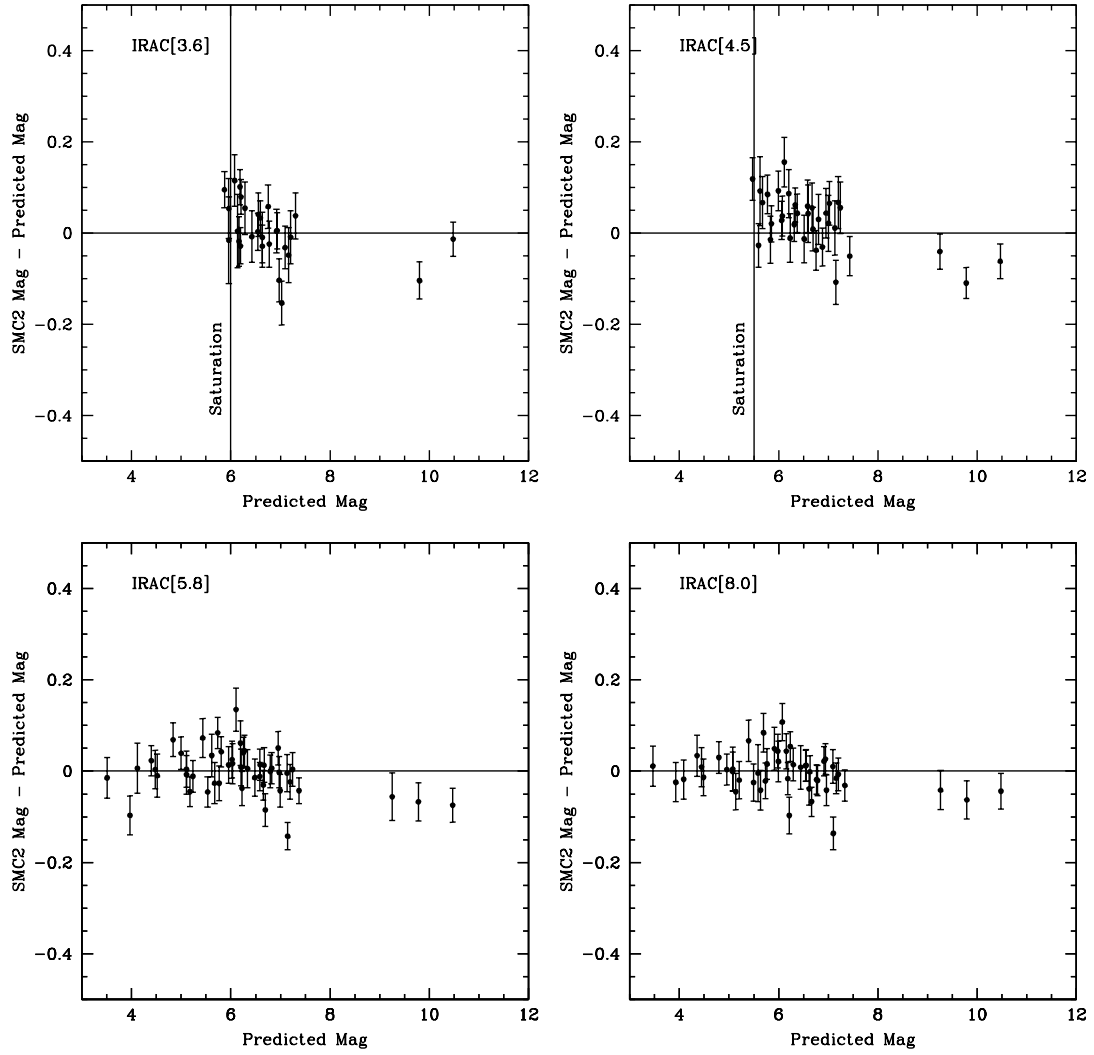 IRAC[3.6]
0.4
0.2
0
−0.2
−0.4
SMC2 Mag − Predicted Mag
Saturation
4 6 8 10 12
Predicted Mag
IRAC[4.5]
0.4
0.2
0
−0.2
−0.4
SMC2 Mag − Predicted Mag
Saturation
4 6 8 10 12
Predicted Mag
IRAC[5.8]
0.4
0.2
0
−0.2
−0.4
SMC2 Mag − Predicted Mag
4 6 8 10 12
Predicted Mag
IRAC[8.0]
0.4
0.2
0
−0.2
−0.4
SMC2 Mag − Predicted Mag
4 6 8 10 12
Predicted Mag